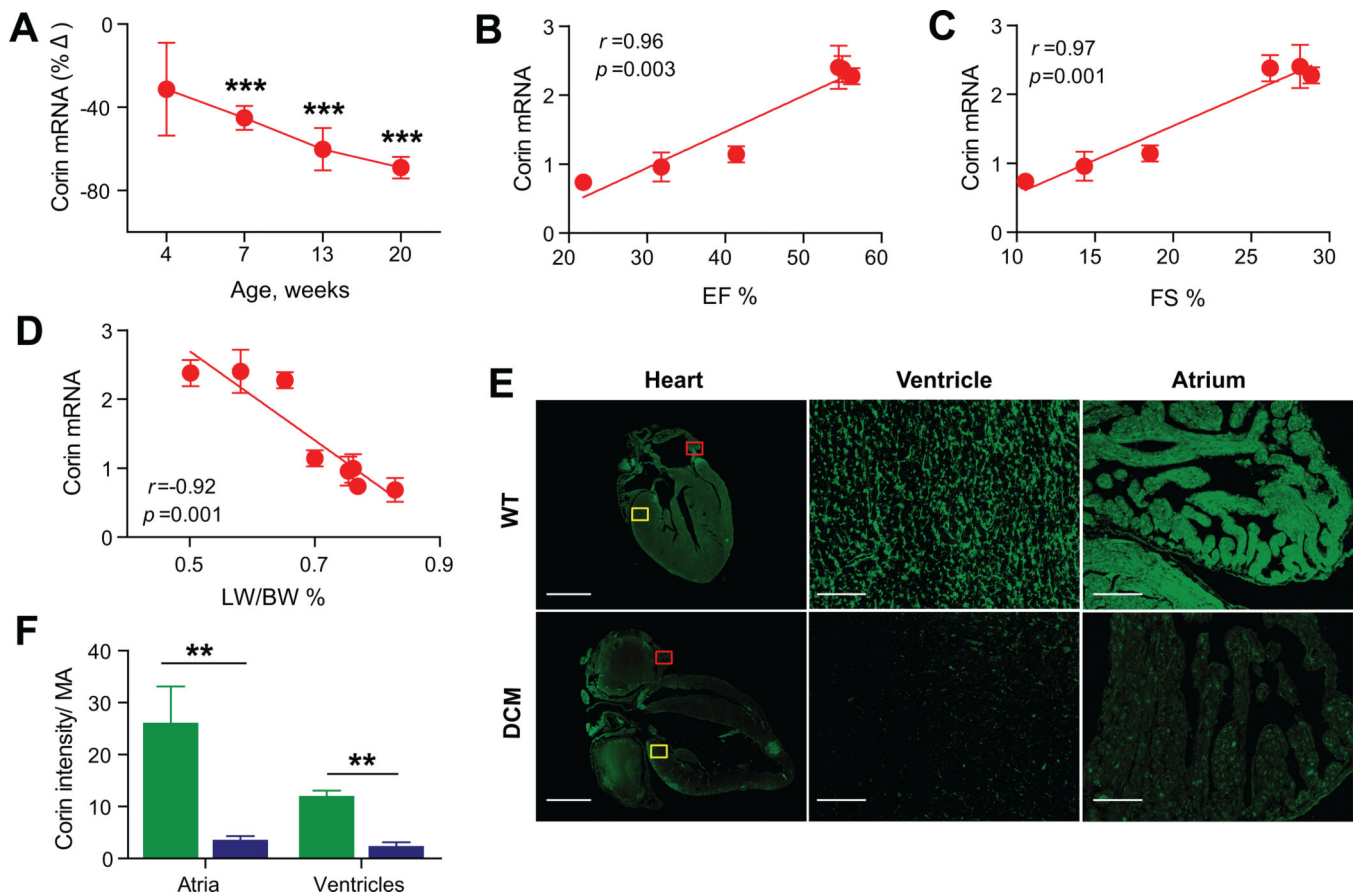 A
Corin mRNA (% Δ)
0
-40
-80
***
***
***
4 7 13 20
Age, weeks
B
Corin mRNA
3
2
1
0
r=0.96
p=0.003
20 30 40 50 60
EF %
C
Corin mRNA
3
2
1
0
r=0.97
p=0.001
10 15 20 25 30
FS %
D
Corin mRNA
3
2
1
0
r=-0.92
p=0.001
0.5 0.7 0.9
LW/BW %
E
Heart Ventricle Atrium
WT
DCM
F
Corin intensity/ MA
40
30
20
10
0
**
**
Atria Ventricles